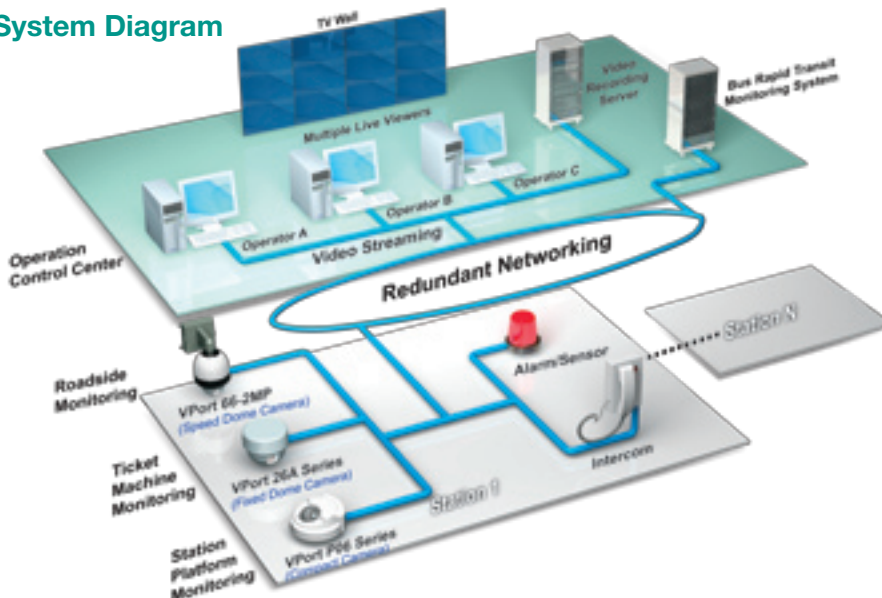 System Diagram
TV Wall
Video
Recording
Server
Bus Rapid Transit
Monitoring System
Multiple Live Viewers
Operator A
Operator B
Operator C
Video Streaming
Operation
Control Center
Redundant Networking
Station N
Alarm/Sensor
Roadside
Monitoring
VPort 66-2MP
(Speed Dome Camera)
Intercom
Ticket
Machine
Monitoring
VPort 26A Series
(Fixed Dome Camera)
Station 1
Station
Platform
Monitoring
VPort P06 Series
(Compact Camera)